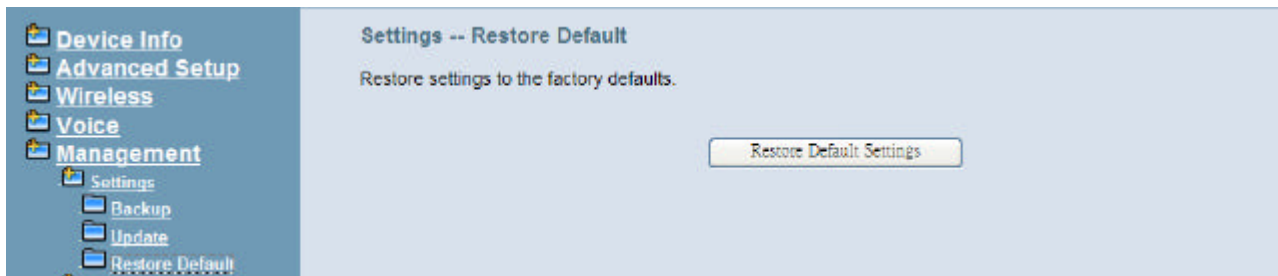 Device Info
Advanced Setup
Wireless
Voice
Management
Settings
Backup
Update
Restore Default
Settings -- Restore Default
Restore settings to the factory defaults.
Restore Default Settings